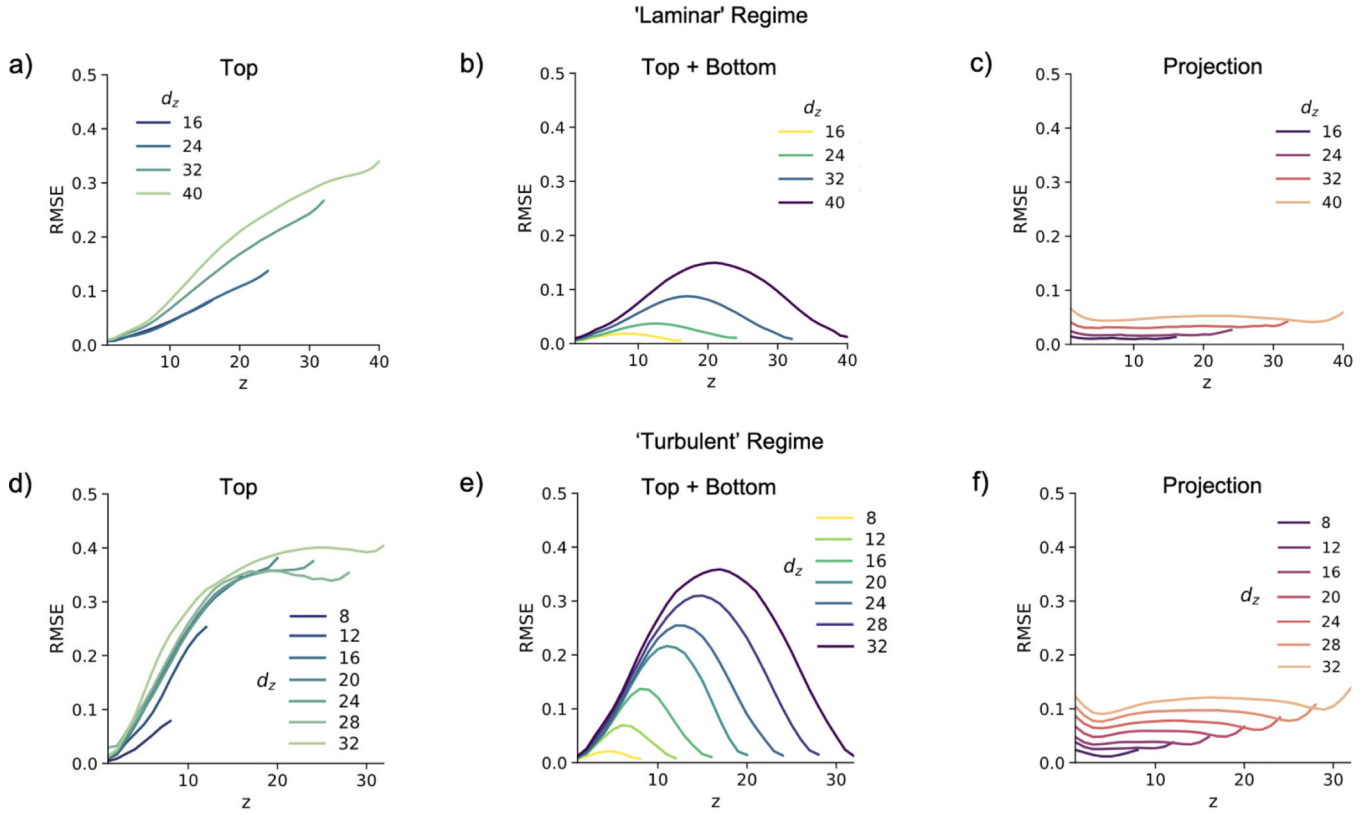 'Laminar' Regime
a)
Top
RMSE
0.5
0.4
0.3
0.2
0.1
0.0
d_z
16
24
32
40
10
20
30
40
z
b)
Top + Bottom
RMSE
0.5
0.4
0.3
0.2
0.1
0.0
d_z
16
24
32
40
10
20
30
40
z
c)
Projection
RMSE
0.5
0.4
0.3
0.2
0.1
0.0
d_z
16
24
32
40
10
20
30
40
z
‘Turbulent’ Regime
d)
Top
RMSE
0.5
0.4
0.3
0.2
0.1
0.0
d_z
8
12
16
20
24
28
32
10
20
30
z
e)
Top + Bottom
RMSE
0.5
0.4
0.3
0.2
0.1
0.0
d_z
8
12
16
20
24
28
32
10
20
30
z
f)
Projection
RMSE
0.5
0.4
0.3
0.2
0.1
0.0
d_z
8
12
16
20
24
28
32
10
20
30
z